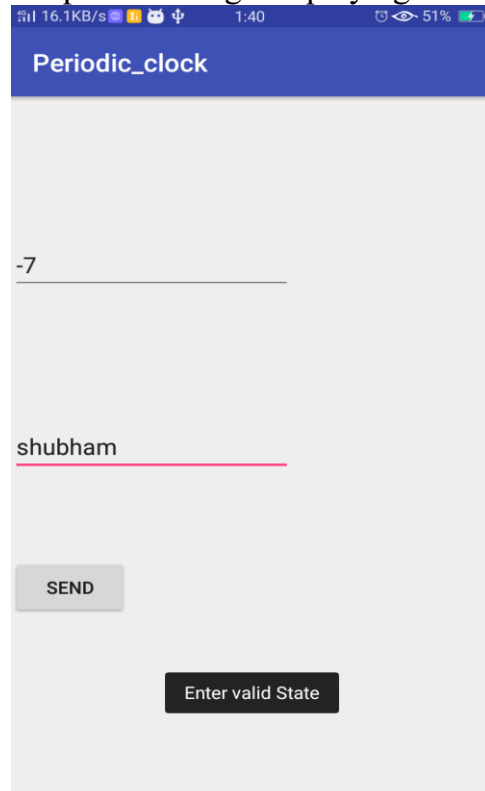 16.1KB/s 1:40 51%
Periodic_clock
-7
shubham
SEND
Enter valid State